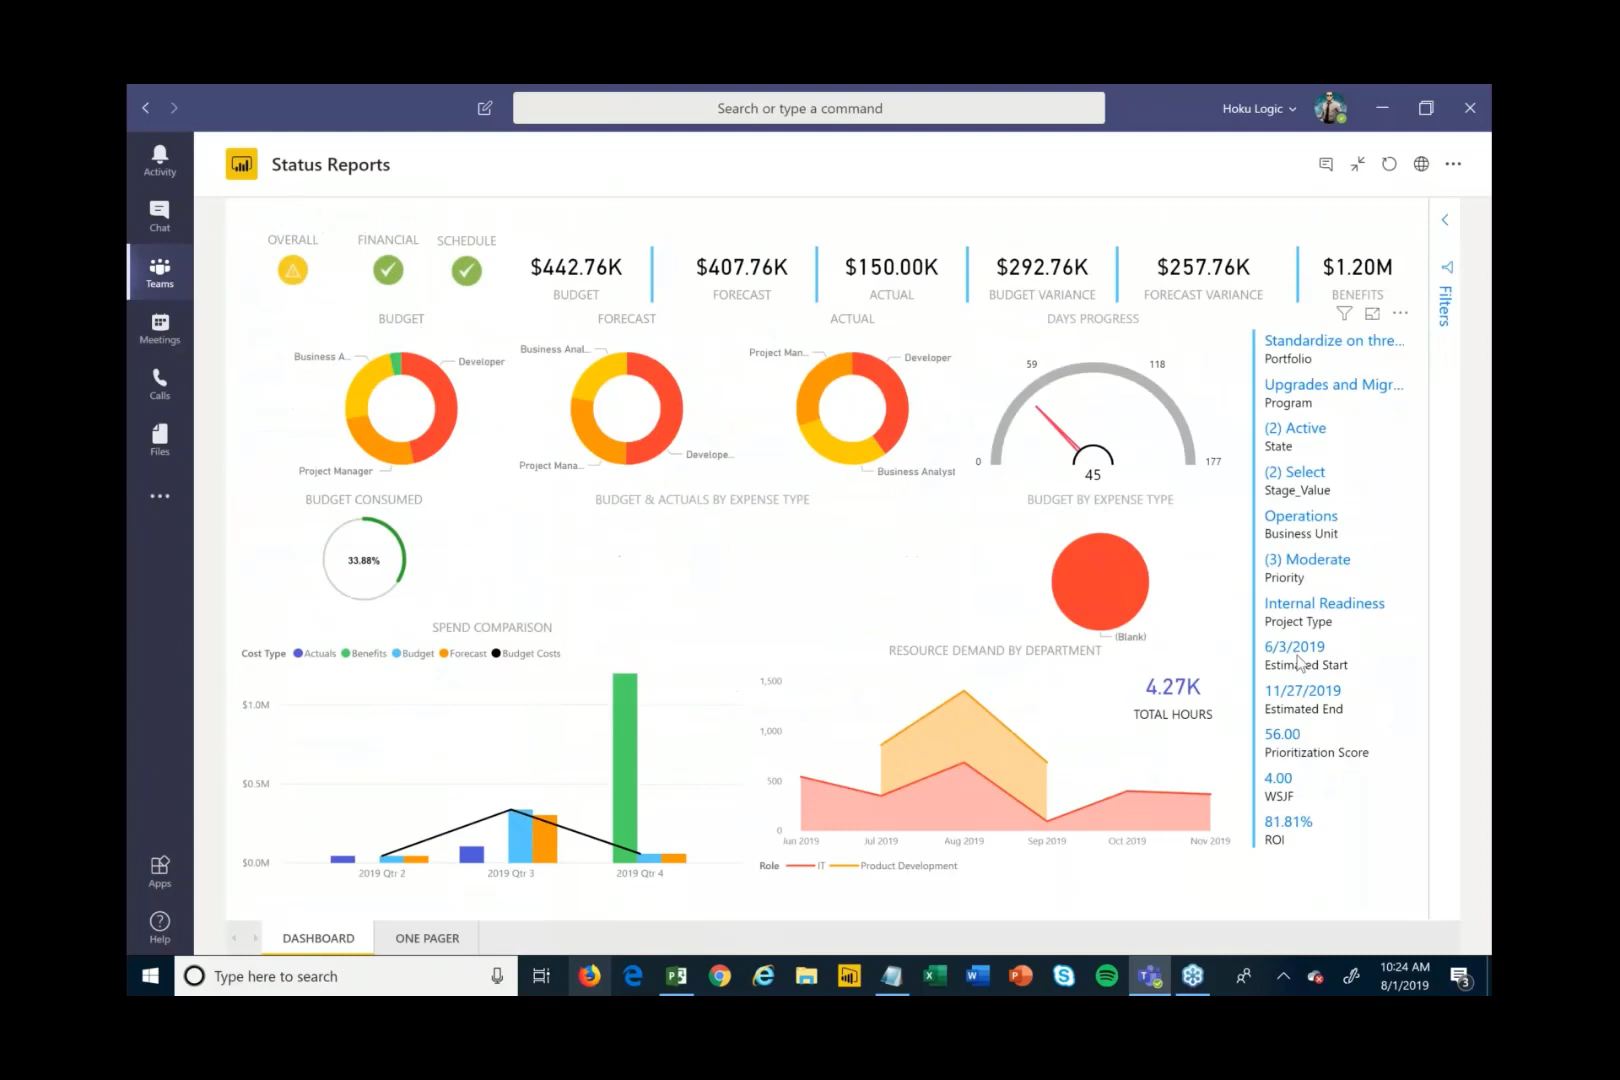 Search or type a command
Hoku Logic
Activity
Chat
Teams
Meetings
Calls
Files
Apps
Help
Status Reports
OVERALL
FINANCIAL
SCHEDULE
$442.76K
BUDGET
$407.76K
FORECAST
$150.00K
ACTUAL
$292.76K
BUDGET VARIANCE
$257.76K
FORECAST VARIANCE
$1.20M
BENEFITS
Filters
BUDGET
Business A...
Developer
Project Manager
FORECAST
Business Anal...
Develope...
Project Mana...
ACTUAL
Project Man...
Developer
Business Analyst
DAYS PROGRESS
59
118
0
177
45
BUDGET CONSUMED
33.88%
BUDGET & ACTUALS BY EXPENSE TYPE
BUDGET BY EXPENSE TYPE
(Blank)
SPEND COMPARISON
Cost Type Actuals Benefits Budget Forecast Budget Costs
$1.0M
$0.5M
$0.0M
2019 Qtr 2
2019 Qtr 3
2019 Qtr 4
RESOURCE DEMAND BY DEPARTMENT
1,500
1,000
500
0
Jun 2019
Jul 2019
Aug 2019
Sep 2019
Oct 2019
Nov 2019
Role IT Product Development
4.27K
TOTAL HOURS
Standardize on thre...
Portfolio
Upgrades and Migr...
Program
(2) Active
State
(2) Select
Stage_Value
Operations
Business Unit
(3) Moderate
Priority
Internal Readiness
Project Type
6/3/2019
Estimated Start
11/27/2019
Estimated End
56.00
Prioritization Score
4.00
WSJF
81.81%
ROI
DASHBOARD
ONE PAGER
Type here to search
10:24 AM
8/1/2019
3